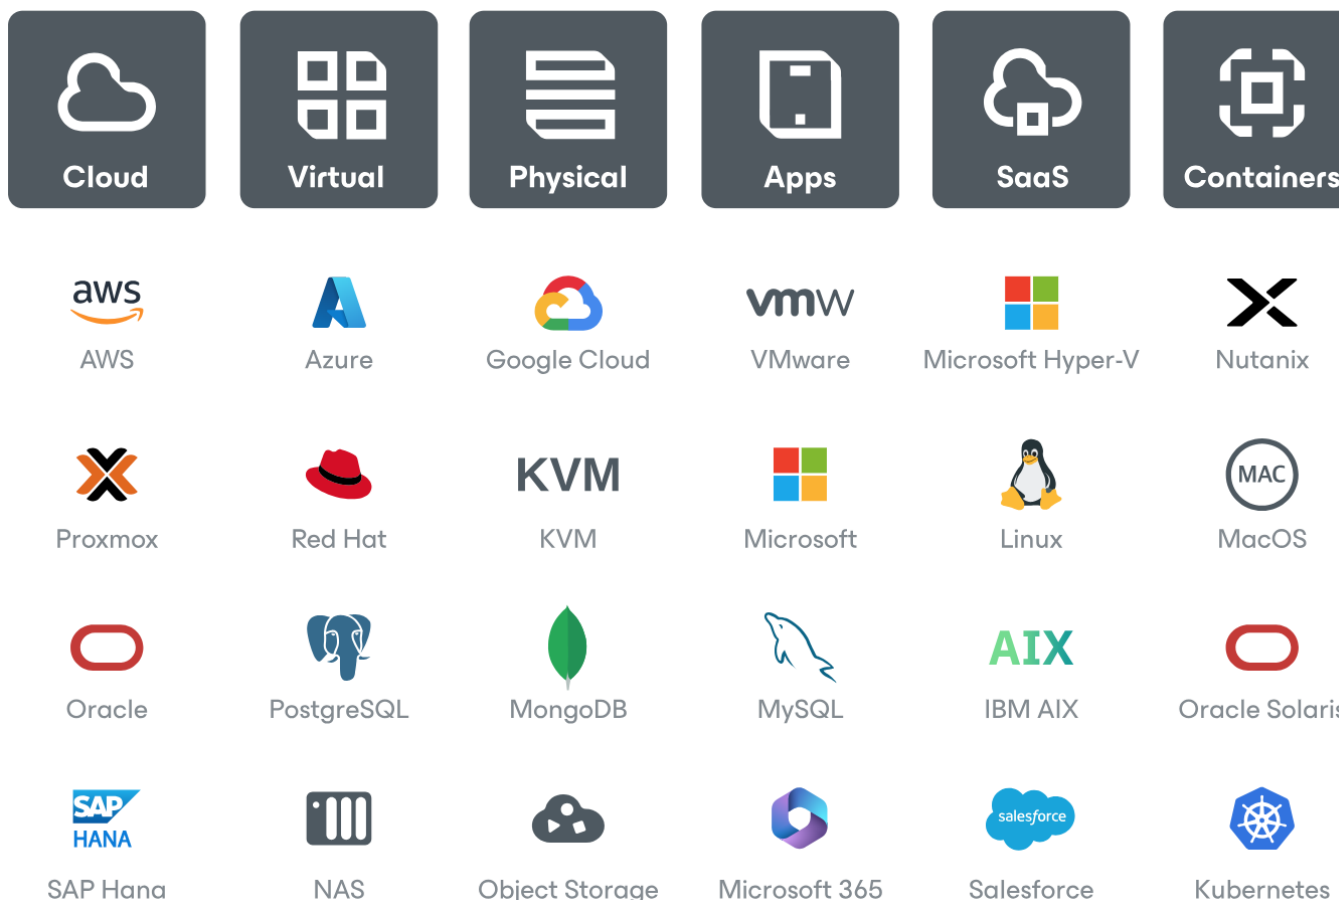 Cloud
Virtual
Physical
Apps
SaaS
Containers
aws
vmw
AWS
Azure
Google Cloud
VMware
Microsoft Hyper-V
Nutanix
KVM
MAC
Proxmox
Red Hat
KVM
Microsoft
Linux
MacOS
AIX
Oracle
PostgreSQL
MongoDB
MySQL
IBM AIX
Oracle Solaris
SAP
HANA
salesforce
SAP Hana
NAS
Object Storage
Microsoft 365
Salesforce
Kubernetes